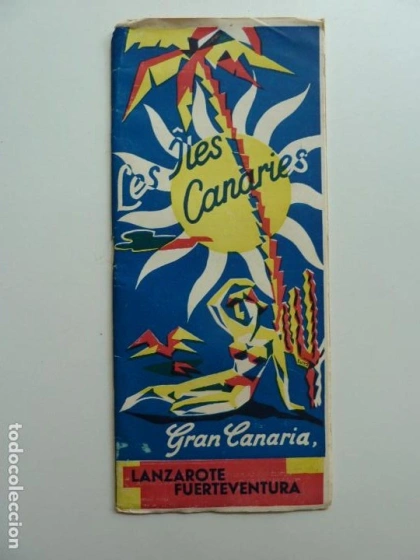 Les Îles
Canaries
Gran Canaria,
LANZAROTE
FUERTEVENTURA
todocoleccion